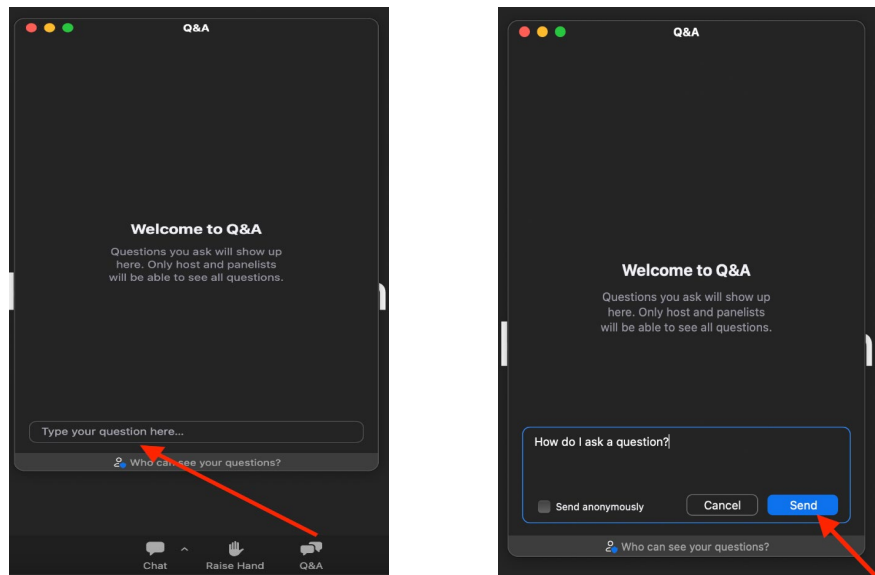 Q&A
Welcome to Q&A
Questions you ask will show up
here. Only host and panelists
will be able to see all questions.
Type your question here...
Who can see your questions?
Chat
Raise Hand
Q&A
Q&A
Welcome to Q&A
Questions you ask will show up
here. Only host and panelists
will be able to see all questions.
How do I ask a question?
Send anonymously
Cancel
Send
Who can see your questions?